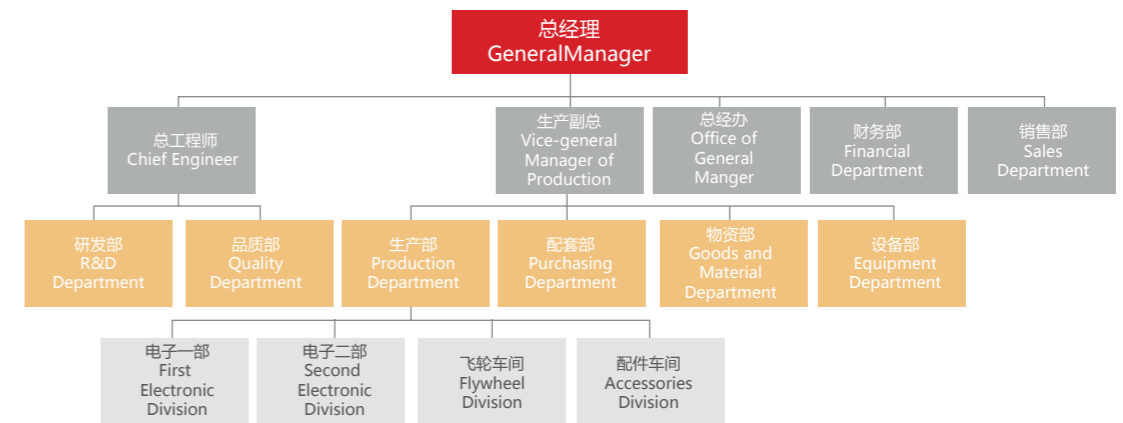 总经理
GeneralManager
总工程师
Chief Engineer
生产副总
Vice-general
Manager of
Production
总经办
Office of
General
Manger
财务部
Financial
Department
销售部
Sales
Department
研发部
R&D
Department
品质部
Quality
Department
生产部
Production
Department
配套部
Purchasing
Department
物资部
Goods and
Material
Department
设备部
Equipment
Department
电子一部
First
Electronic
Division
电子二部
Second
Electronic
Division
飞轮车间
Flywheel
Division
配件车间
Accessories
Division